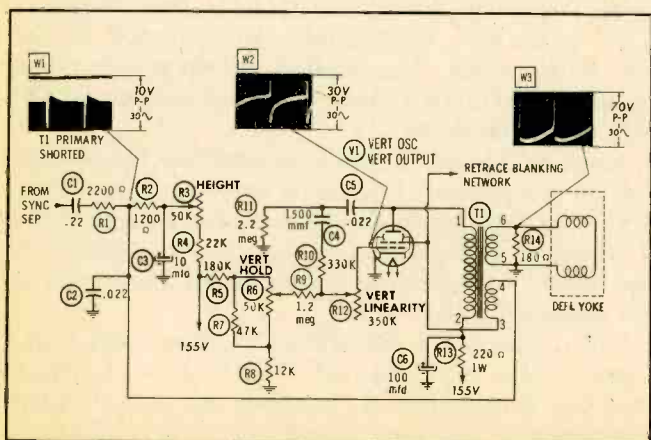 W1
10V
P-P
30∿
T1 PRIMARY
SHORTED
W2
30V
P-P
30∿
W3
70V
P-P
30∿
V1 VERT OSC
VERT OUTPUT
RETRACE BLANKING
NETWORK
FROM
SYNC
SEP
C1
.22
2200 Ω
R1
R2
1200
Ω
R3
HEIGHT
50K
R4
22K
C3
10
mfd
C2
.022
180K
R5
155V
VERT
HOLD
R6
50K
R7
47K
R8
12K
R11
2.2
meg
1500
mmf
C4
C5
.022
R10
330K
R9
1.2
meg
R12
VERT
LINEARITY
350K
T1
1
2
3
4
5
6
R14
180Ω
DEFL YOKE
C6
100
mfd
R13
220 Ω
1W
155V